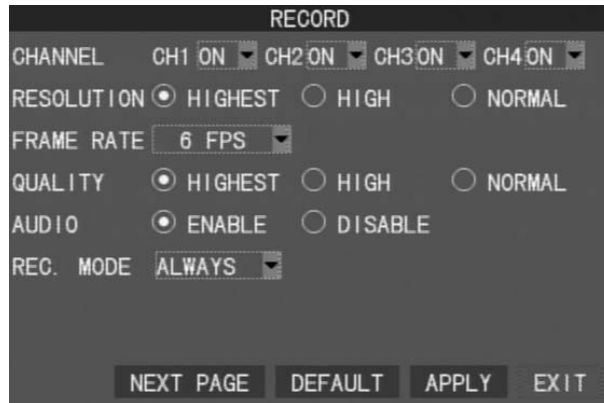 RECORD
CHANNEL CH1 ON CH2 ON CH3 ON CH4 ON
RESOLUTION HIGHEST HIGH NORMAL
FRAME RATE 6 FPS
QUALITY HIGHEST HIGH NORMAL
AUDIO ENABLE DISABLE
REC. MODE ALWAYS
NEXT PAGE DEFAULT APPLY EXIT